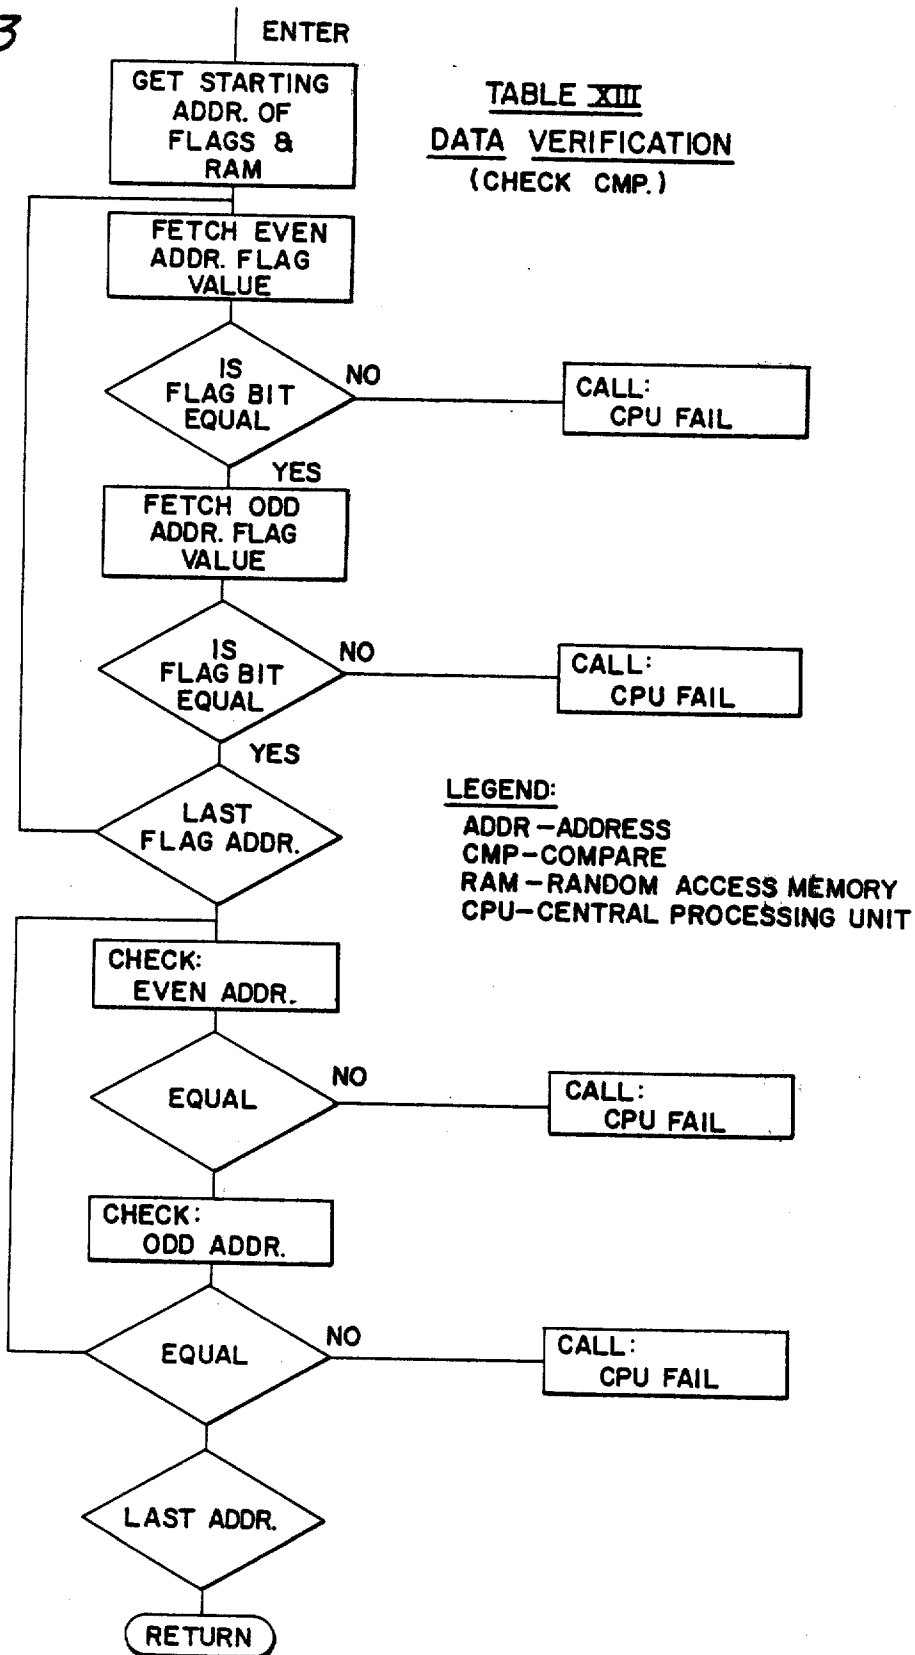 3
ENTER
GET STARTING
ADDR. OF
FLAGS &
RAM
TABLE XIII
DATA VERIFICATION
(CHECK CMP.)
FETCH EVEN
ADDR. FLAG
VALUE
IS
FLAG BIT
EQUAL
NO
CALL:
CPU FAIL
YES
FETCH ODD
ADDR. FLAG
VALUE
IS
FLAG BIT
EQUAL
NO
CALL:
CPU FAIL
YES
LAST
FLAG ADDR.
LEGEND:
ADDR-ADDRESS
CMP-COMPARE
RAM-RANDOM ACCESS MEMORY
CPU-CENTRAL PROCESSING UNIT
CHECK:
EVEN ADDR.
EQUAL
NO
CALL:
CPU FAIL
CHECK:
ODD ADDR.
EQUAL
NO
CALL:
CPU FAIL
LAST ADDR.
RETURN